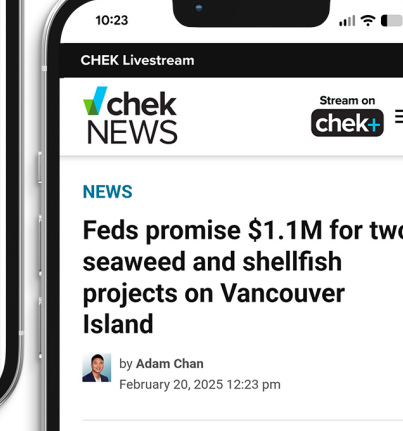 10:23
CHEK Livestream
chek
NEWS
Stream on
chek+
NEWS
Feds promise $1.1M for two
seaweed and shellfish
projects on Vancouver
Island
by Adam Chan
February 20, 2025 12:23 pm